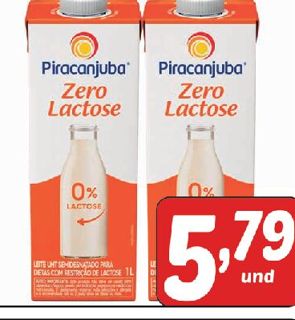 Piracanjuba®
Zero
Lactose
0%
LACTOSE
LEITE UHT SEMIDESNATADO PARA
DIETAS COM RESTRIÇÃO DE LACTOSE 1L
Piracanjuba®
Zero
Lactose
0%
5,79
und